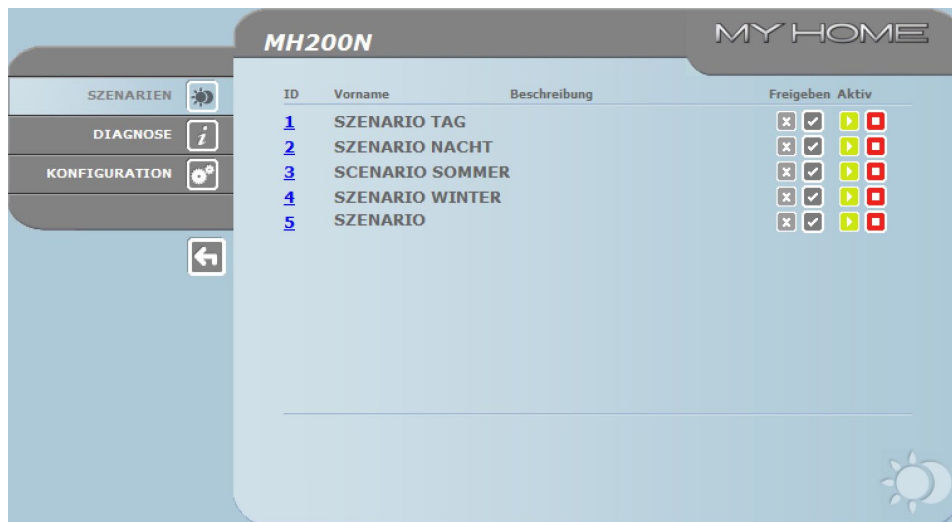 MH200N
MY HOME
SZENARIEN
DIAGNOSE
KONFIGURATION
ID Vorname Beschreibung Freigeben Aktiv
1 SZENARIO TAG
2 SZENARIO NACHT
3 SCENARIO SOMMER
4 SZENARIO WINTER
5 SZENARIO